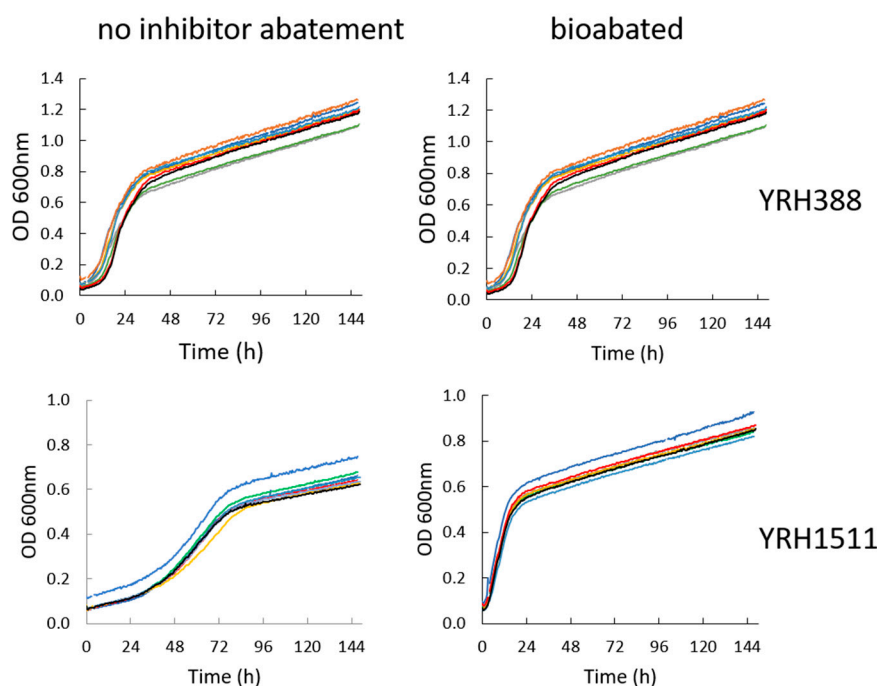 no inhibitor abatement
bioabated
1.4
1.2
1.0
0.8
0.6
0.4
0.2
0.0
OD 600nm
0 24 48 72 96 120 144
Time (h)
1.4
1.2
1.0
0.8
0.6
0.4
0.2
0.0
OD 600nm
0 24 48 72 96 120 144
Time (h)
YRH388
1.0
0.8
0.6
0.4
0.2
0.0
OD 600nm
0 24 48 72 96 120 144
Time (h)
1.0
0.8
0.6
0.4
0.2
0.0
OD 600nm
0 24 48 72 96 120 144
Time (h)
YRH1511